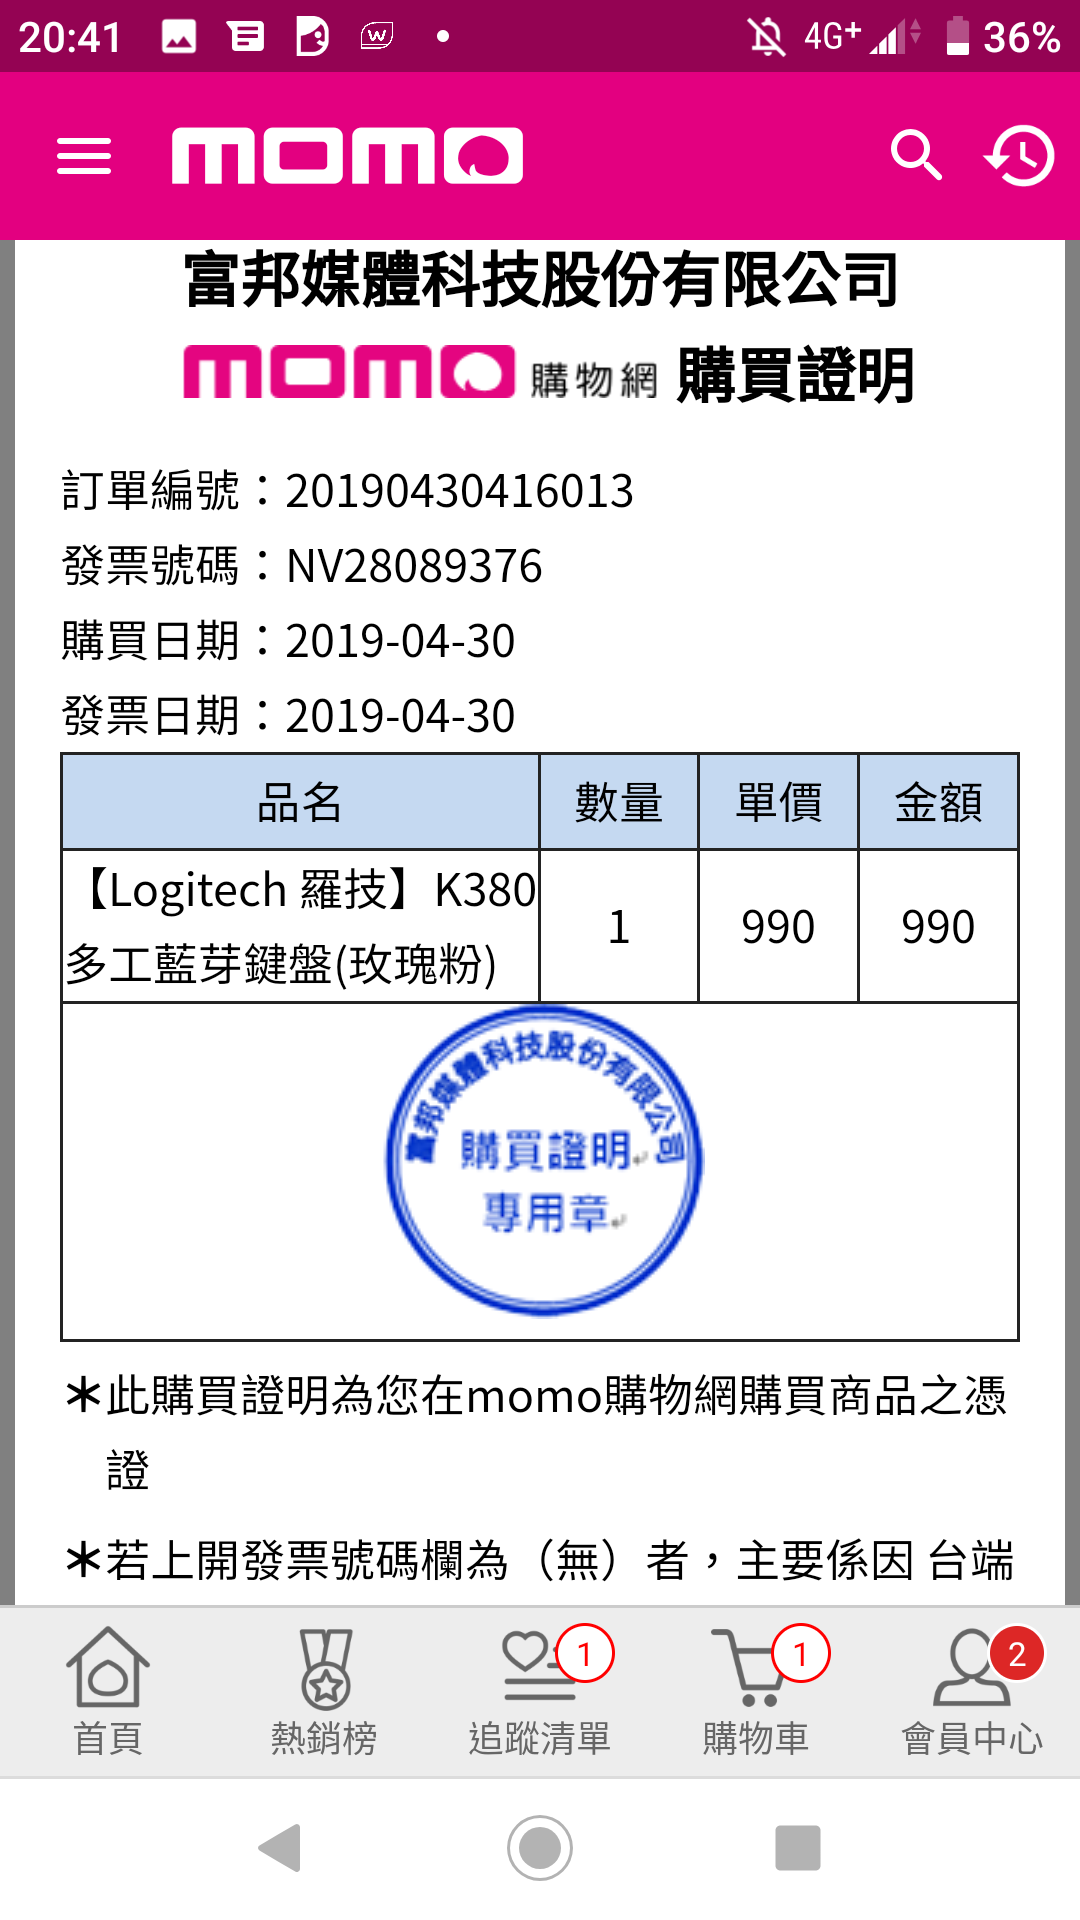 20:41
4G+
36%
momo
富邦媒體科技股份有限公司
momo 購物網 購買證明
訂單編號：20190430416013
發票號碼：NV28089376
購買日期：2019-04-30
發票日期：2019-04-30
品名 數量 單價 金額
【Logitech 羅技】K380
多工藍芽鍵盤(玫瑰粉)
1 990 990
富邦媒體科技股份有限公司
購買證明
專用章
＊此購買證明為您在momo購物網購買商品之憑
證
＊若上開發票號碼欄為（無）者，主要係因 台端
1 1 2
首頁 熱銷榜 追蹤清單 購物車 會員中心